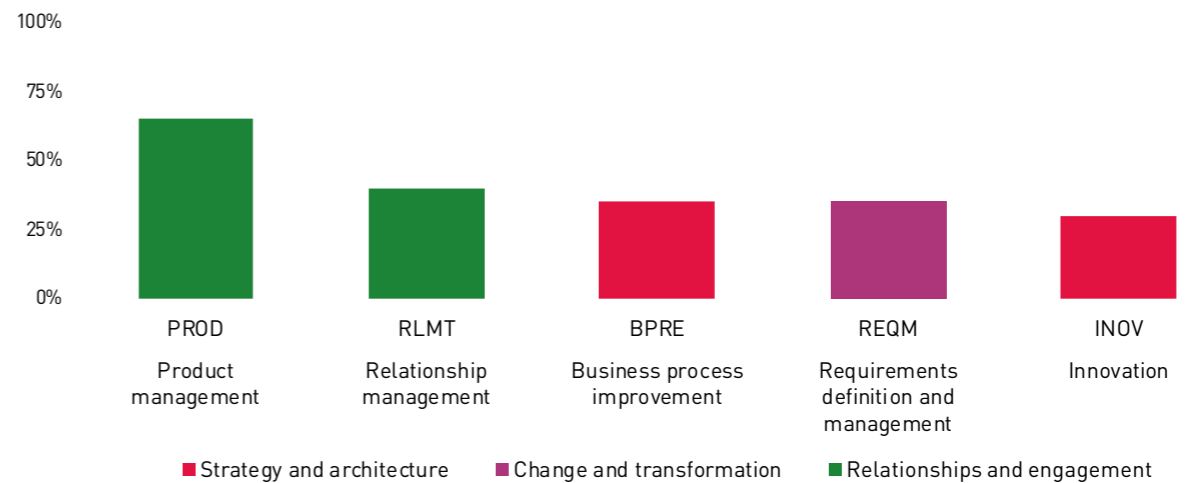 100%
75%
50%
25%
0%
PROD
RLMT
BPRE
REQM
INOV
Product
management
Relationship
management
Business process
improvement
Requirements
definition and
management
Innovation
Strategy and architecture
Change and transformation
Relationships and engagement